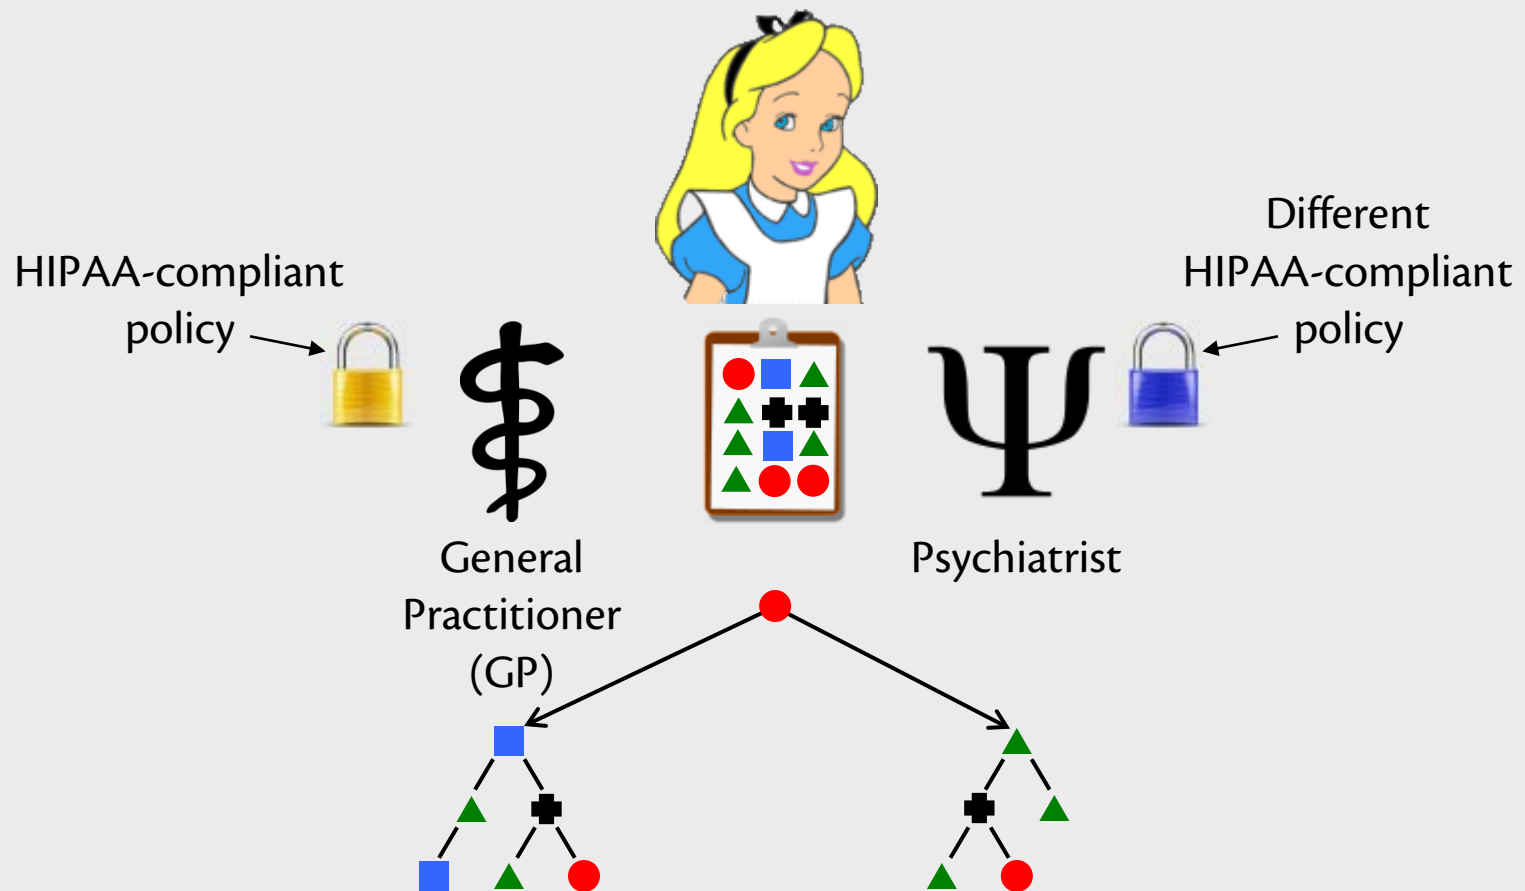 HIPAA-compliant
policy
Different
HIPAA-compliant
policy
Ψ
General
Practitioner
(GP)
Psychiatrist